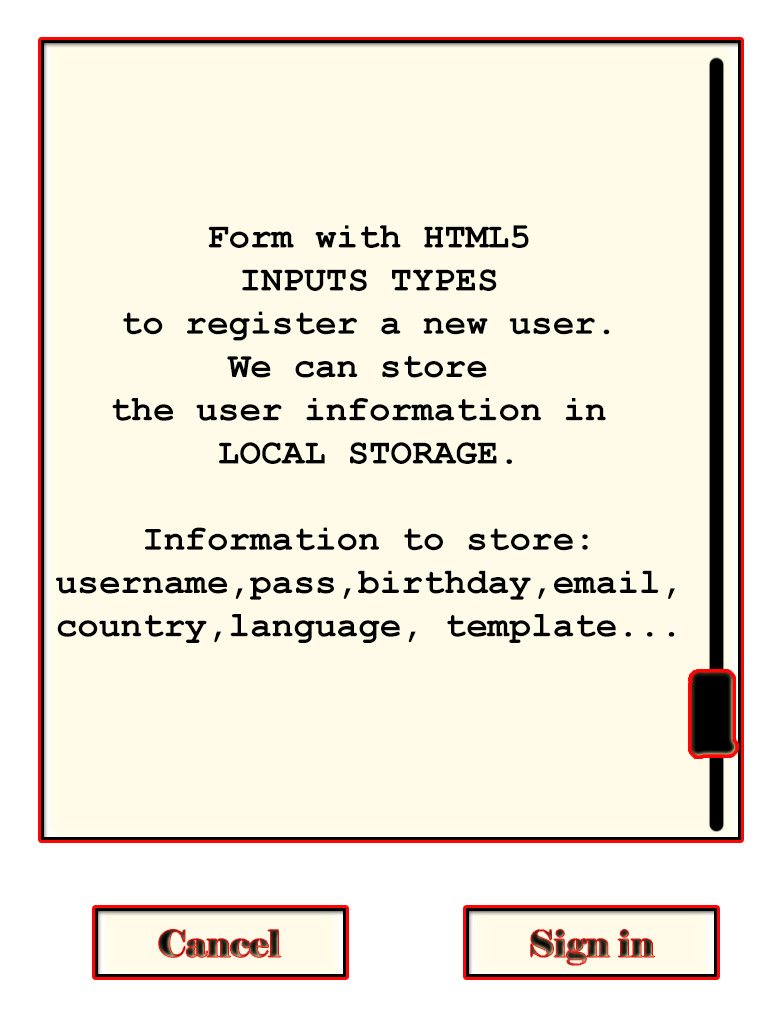 Form with HTML5
INPUTS TYPES
to register a new user.
We can store
the user information in
LOCAL STORAGE.
Information to store:
username,pass,birthday,email,
country,language, template...
Cancel
Sign in